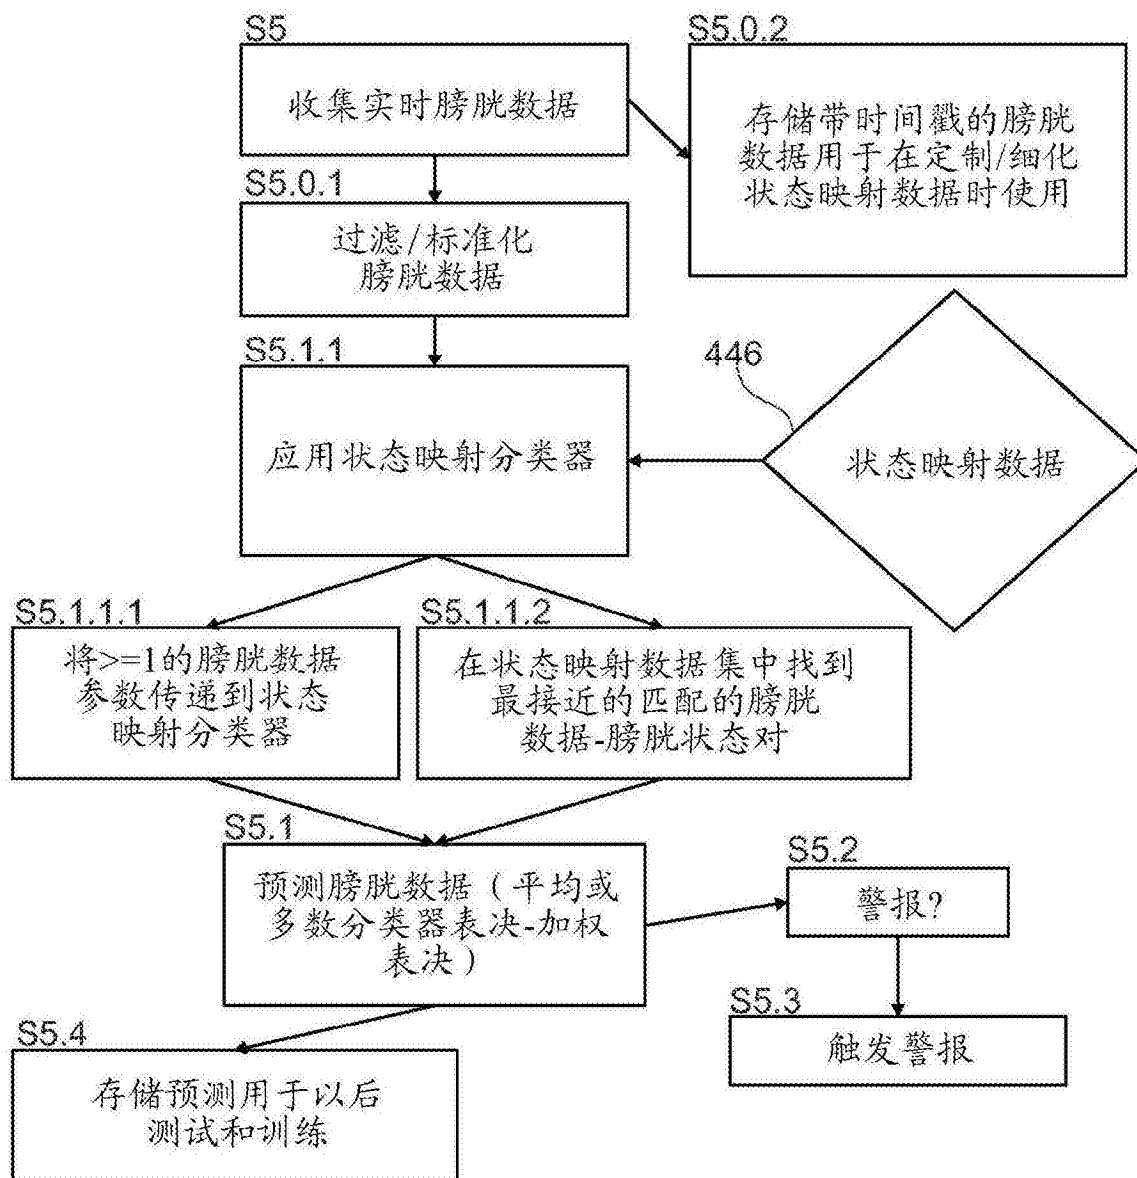 S5
收集实时膀胱数据
S5.0.2
存储带时间戳的膀胱
数据用于在定制/细化
状态映射数据时使用
S5.0.1
过滤/标准化
膀胱数据
S5.1.1
应用状态映射分类器
446
状态映射数据
S5.1.1.1
将>=1的膀胱数据
参数传递到状态
映射分类器
S5.1.1.2
在状态映射数据集中找到
最接近的匹配的膀胱
数据-膀胱状态对
S5.1
预测膀胱数据（平均或
多数分类器表决-加权
表决）
S5.2
警报?
S5.3
触发警报
S5.4
存储预测用于以后
测试和训练